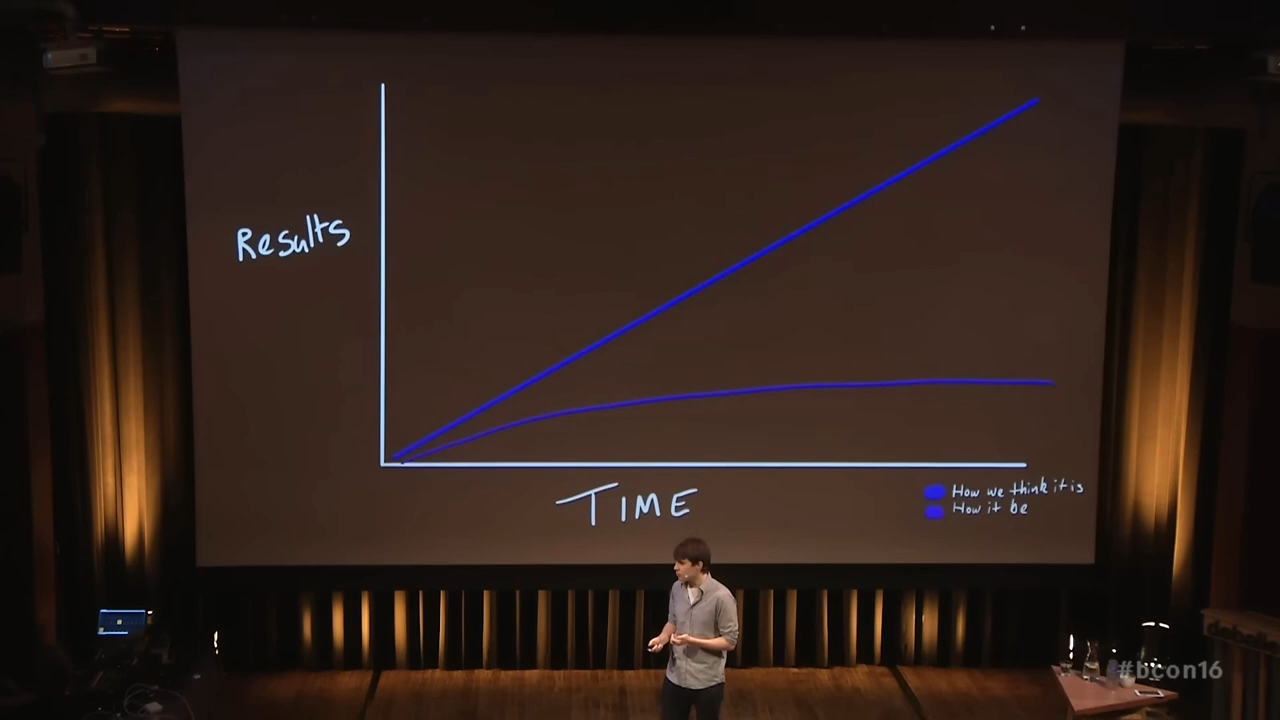 Results
TIME
How we think it is
How it be
#bcon16